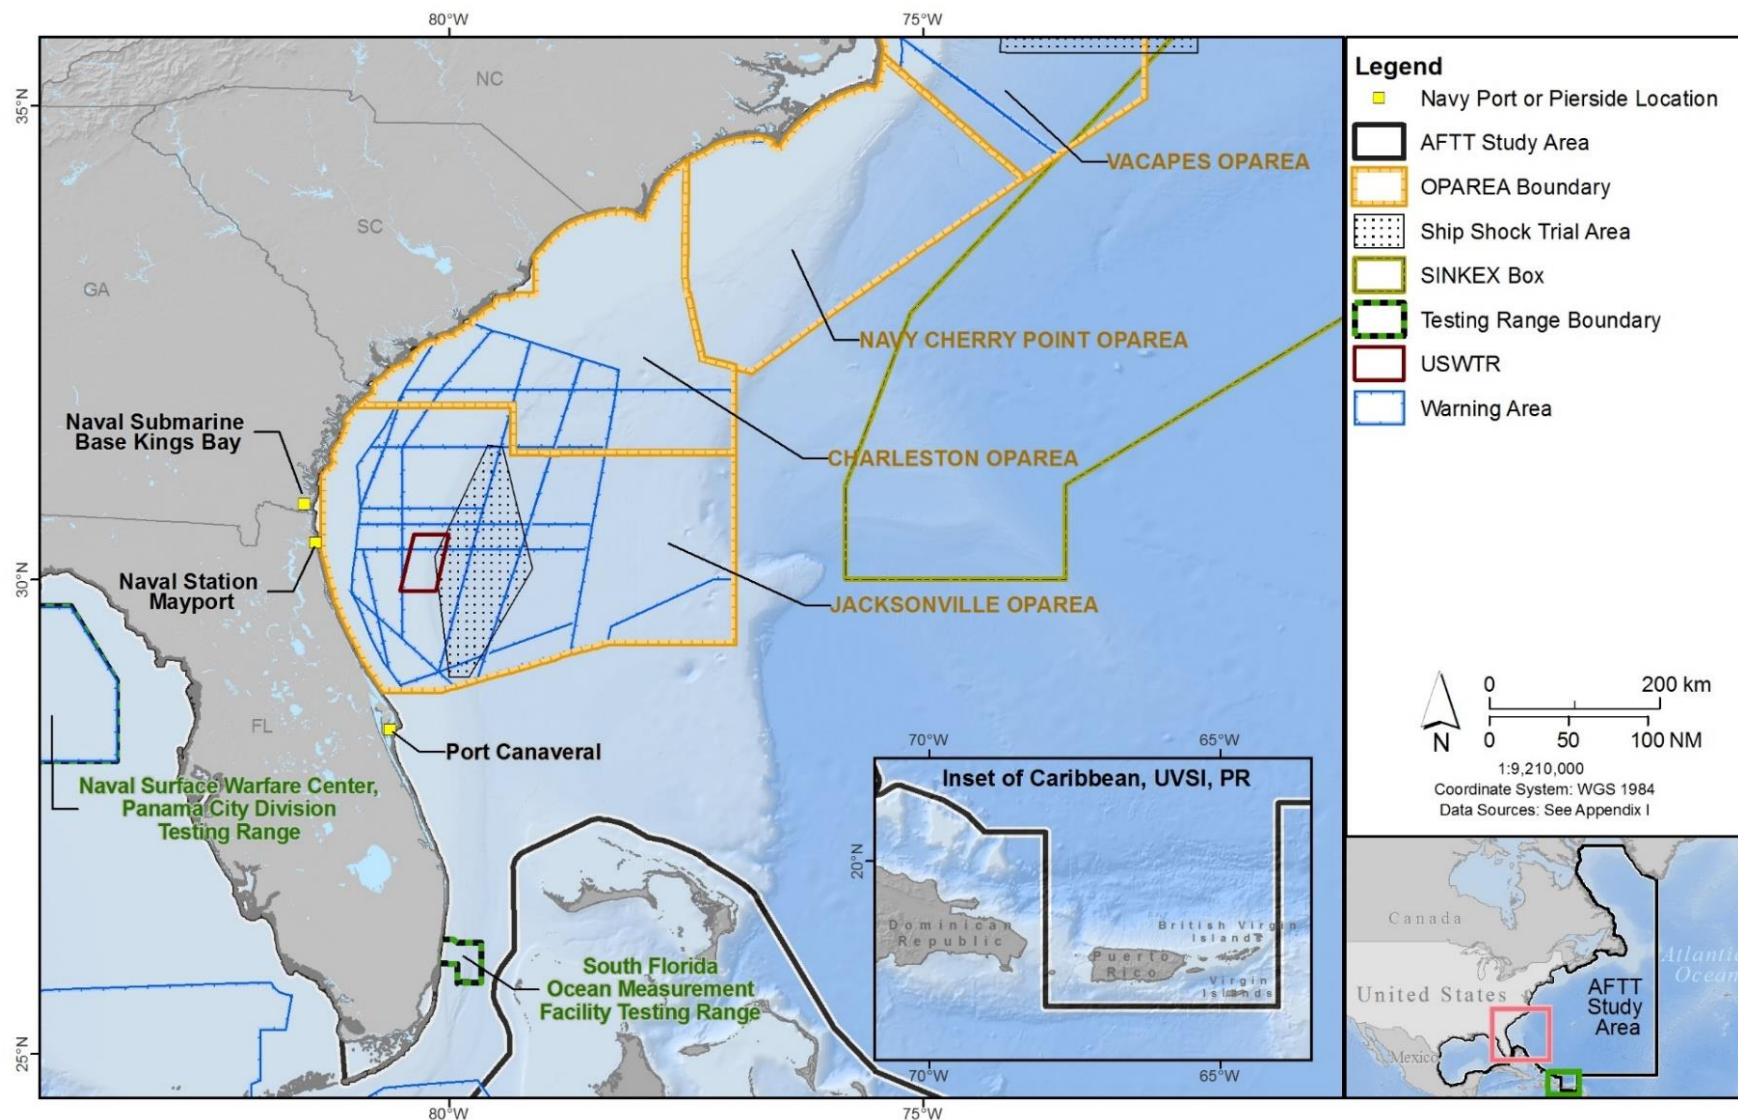 80°W
75°W
35°N
30°N
25°N
NC
SC
GA
FL
VACAPES OPAREA
NAVY CHERRY POINT OPAREA
CHARLESTON OPAREA
JACKSONVILLE OPAREA
Naval Submarine
Base Kings Bay
Naval Station
Mayport
Port Canaveral
Naval Surface Warfare Center,
Panama City Division
Testing Range
South Florida
Ocean Measurement
Facility Testing Range
80°W
75°W
70°W
65°W
Inset of Caribbean, UVSI, PR
20°N
Dominican
Republic
Puerto
Rico
British Virgin
Islands
Virgin
Islands
70°W
65°W
Legend
Navy Port or Pierside Location
AFTT Study Area
OPAREA Boundary
Ship Shock Trial Area
SINKEX Box
Testing Range Boundary
USWTR
Warning Area
N
0 200 km
0 50 100 NM
1:9,210,000
Coordinate System: WGS 1984
Data Sources: See Appendix I
Canada
United States
Mexico
Atlantic
Ocean
AFTT
Study
Area